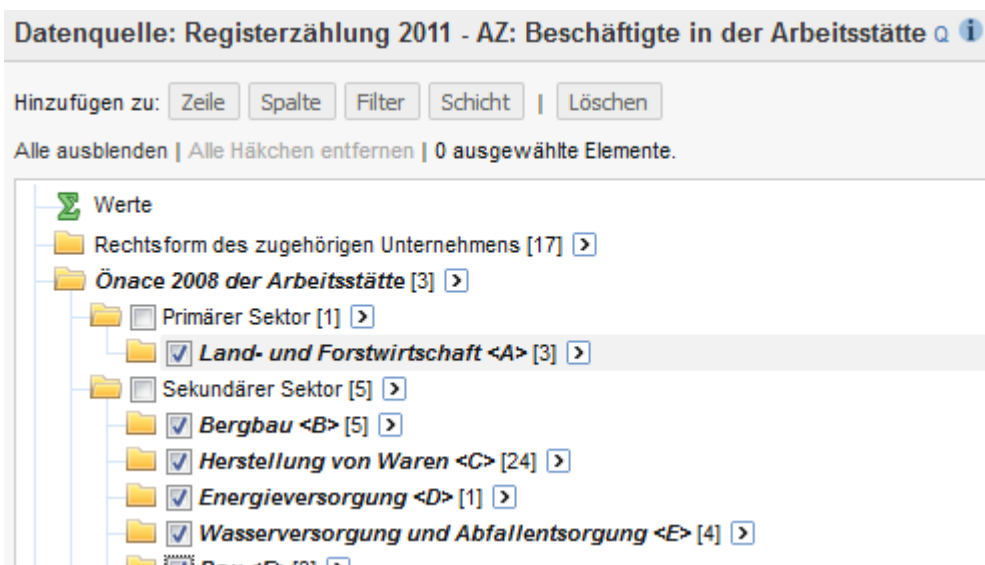 Datenquelle: Registerzählung 2011 - AZ: Beschäftigte in der Arbeitsstätte Q i
Hinzufügen zu: Zeile Spalte Filter Schicht | Löschen
Alle ausblenden | Alle Häkchen entfernen | 0 ausgewählte Elemente.
Werte
Rechtsform des zugehörigen Unternehmens [17]
Önace 2008 der Arbeitsstätte [3]
Primärer Sektor [1]
Land- und Forstwirtschaft <A> [3]
Sekundärer Sektor [5]
Bergbau <B> [5]
Herstellung von Waren <C> [24]
Energieversorgung <D> [1]
Wasserversorgung und Abfallentsorgung <E> [4]